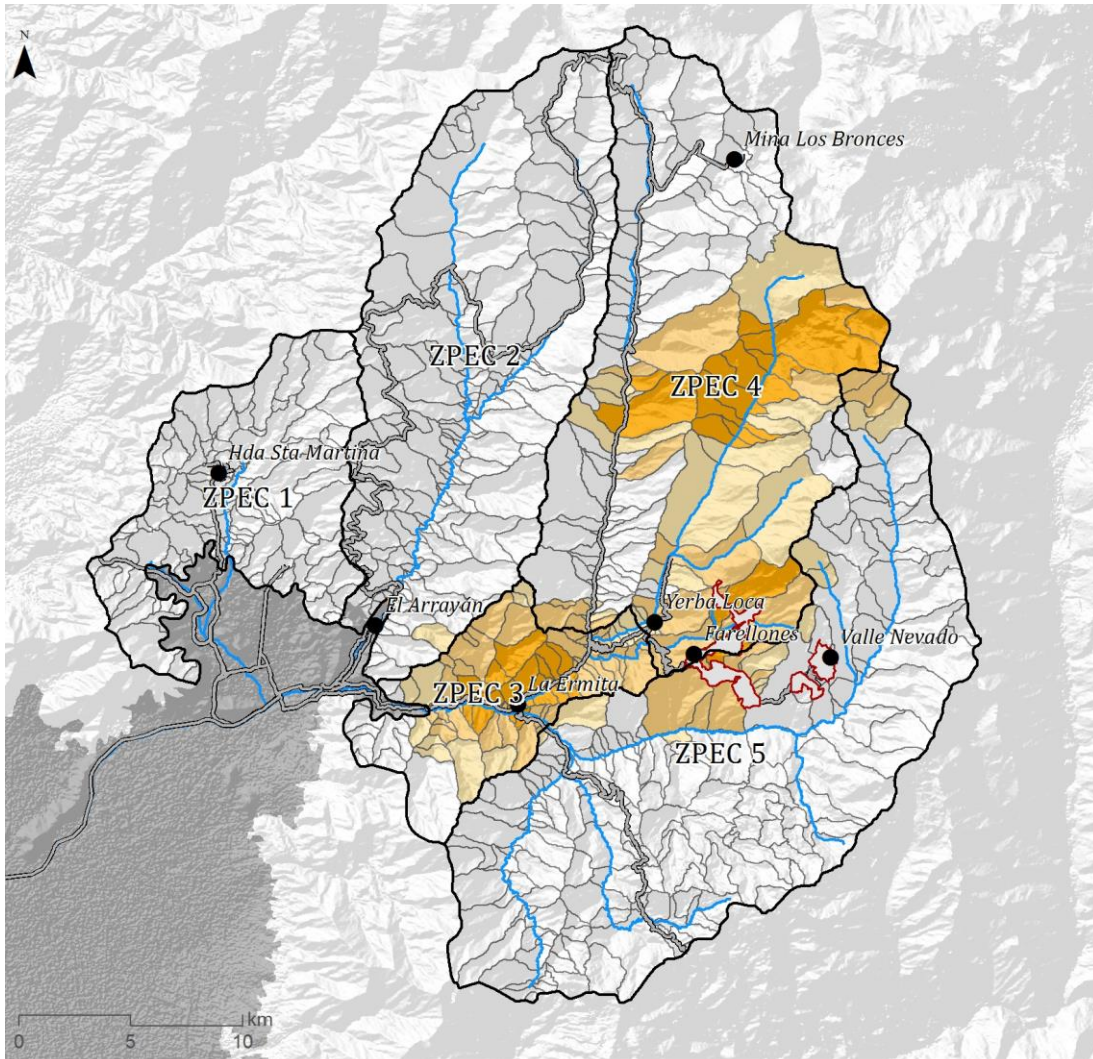 N
Mina Los Bronces
ZPEC 2
ZPEC 4
Hda Sta Martina
ZPEC 1
El Arrayán
Yerba Loca
Farellones
Valle Nevado
ZPEC 3
La Ermita
ZPEC 5
km
0 5 10